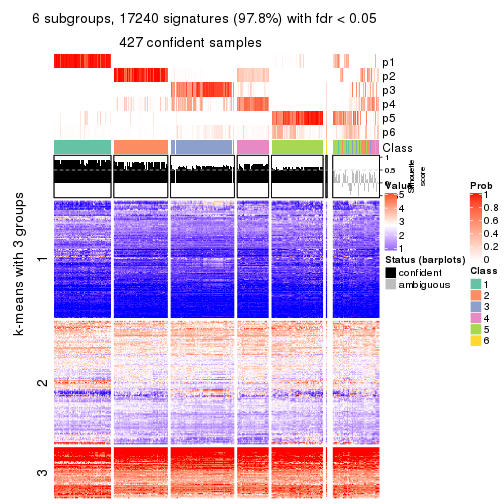 6 subgroups, 17240 signatures (97.8%) with fdr < 0.05
427 confident samples
p1
p2
p3
p4
p5
p6
Class
1
0.5
0
Silhouette
score
k-means with 3 groups
1
2
3
Value
5
4
3
2
1
Status (barplots)
confident
ambiguous
Prob
1
0.8
0.6
0.4
0.2
0
Class
1
2
3
4
5
6